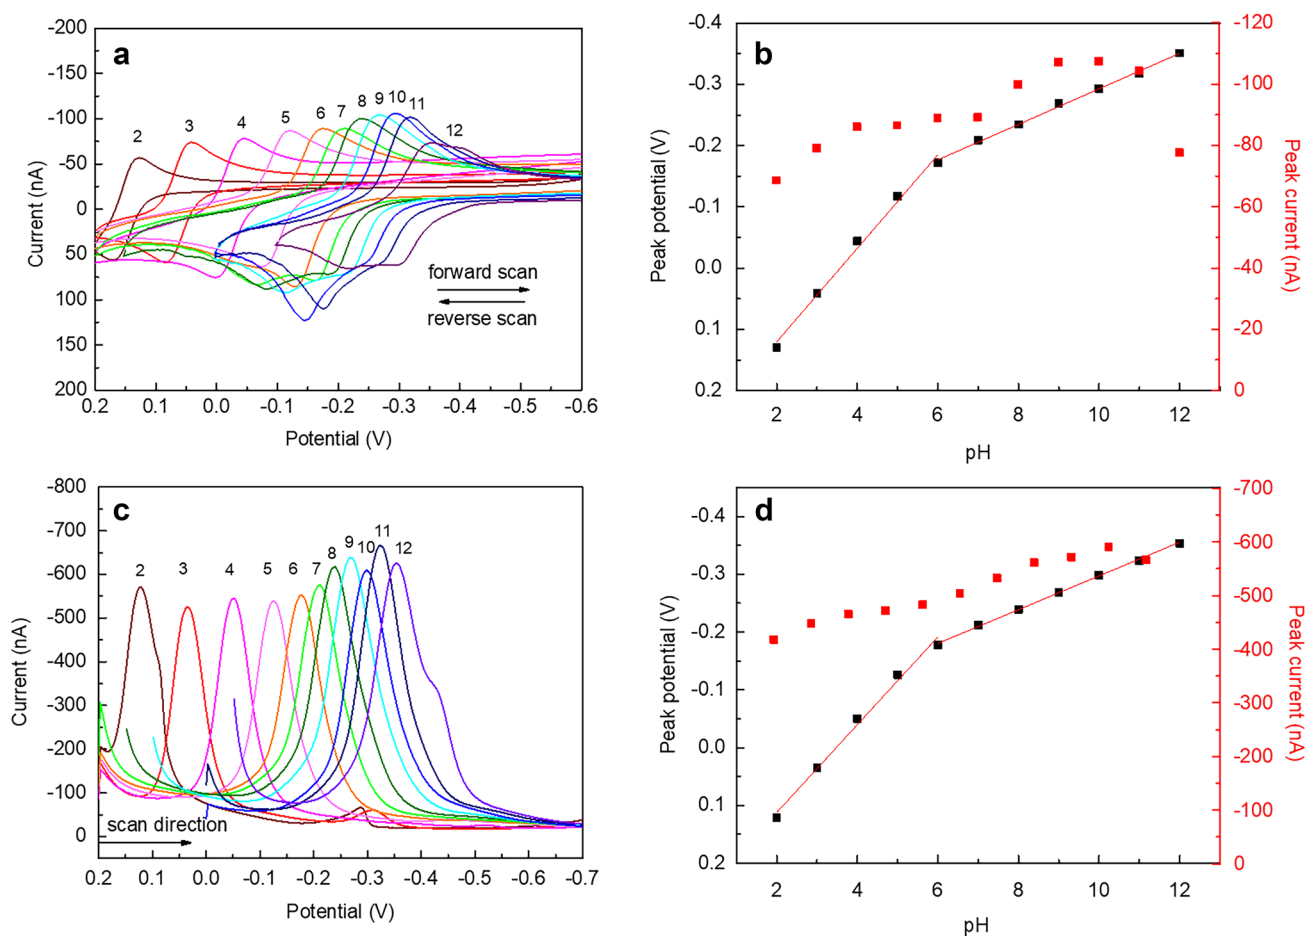 a
-200
-150
-100
-50
0
50
100
150
200
Current (nA)
2 3 4 5 6 7 8 9 10 11 12
forward scan
reverse scan
0.2 0.1 0.0 -0.1 -0.2 -0.3 -0.4 -0.5 -0.6
Potential (V)
b
-0.4
-0.3
-0.2
-0.1
0.0
0.1
0.2
Peak potential (V)
-120
-100
-80
-60
-40
-20
0
Peak current (nA)
2 4 6 8 10 12
pH
c
-800
-700
-600
-500
-400
-300
-200
-100
0
Current (nA)
2 3 4 5 6 7 8 9 10 11 12
scan direction
0.2 0.1 0.0 -0.1 -0.2 -0.3 -0.4 -0.5 -0.6 -0.7
Potential (V)
d
-0.4
-0.3
-0.2
-0.1
0.0
0.1
0.2
Peak potential (V)
-700
-600
-500
-400
-300
-200
-100
0
Peak current (nA)
2 4 6 8 10 12
pH